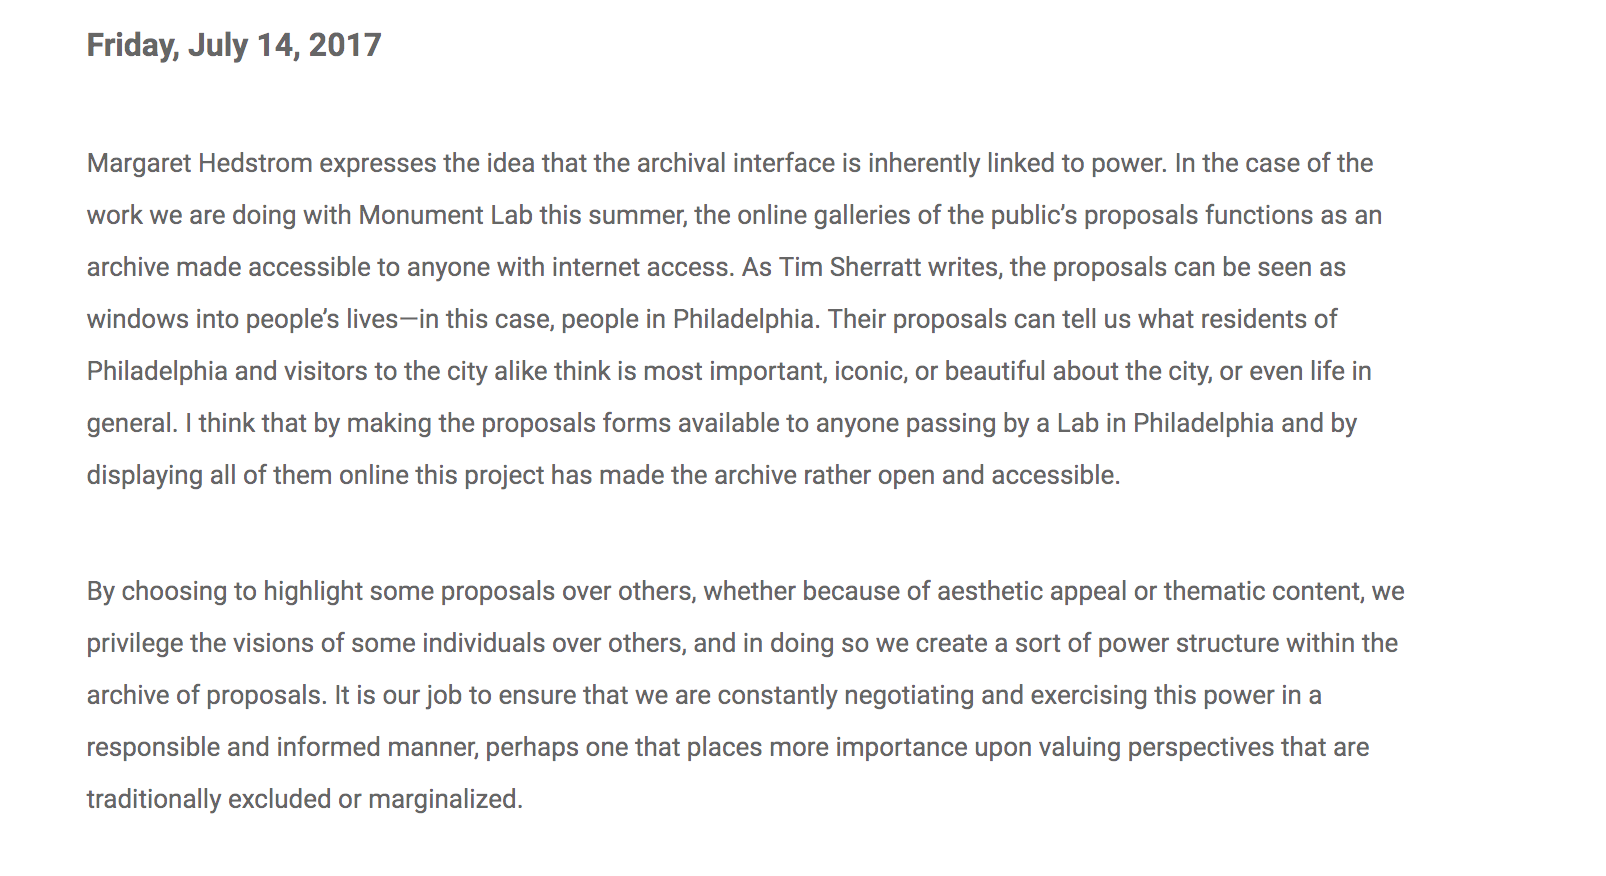 Friday, July 14, 2017
Margaret Hedstrom expresses the idea that the archival interface is inherently linked to power. In the case of the
work we are doing with Monument Lab this summer, the online galleries of the public’s proposals functions as an
archive made accessible to anyone with internet access. As Tim Sherratt writes, the proposals can be seen as
windows into people’s lives—in this case, people in Philadelphia. Their proposals can tell us what residents of
Philadelphia and visitors to the city alike think is most important, iconic, or beautiful about the city, or even life in
general. I think that by making the proposals forms available to anyone passing by a Lab in Philadelphia and by
displaying all of them online this project has made the archive rather open and accessible.
By choosing to highlight some proposals over others, whether because of aesthetic appeal or thematic content, we
privilege the visions of some individuals over others, and in doing so we create a sort of power structure within the
archive of proposals. It is our job to ensure that we are constantly negotiating and exercising this power in a
responsible and informed manner, perhaps one that places more importance upon valuing perspectives that are
traditionally excluded or marginalized.